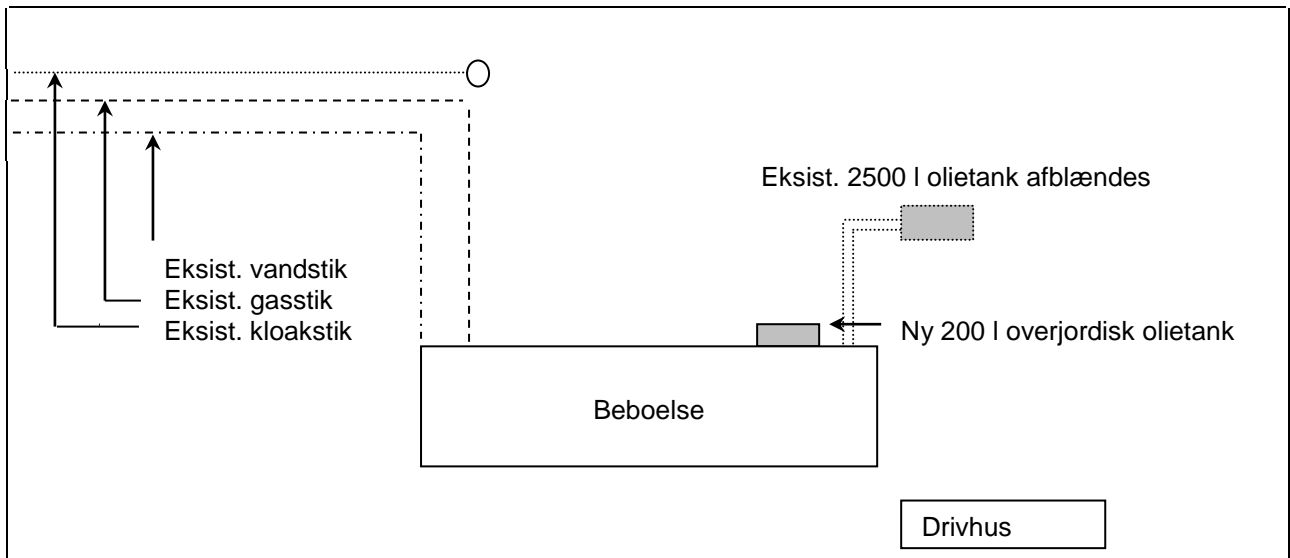 Eksist. 2500 l olietank afblændes
Eksist. vandstik
Eksist. gasstik
Eksist. kloakstik
Ny 200 l overjordisk olietank
Beboelse
Drivhus